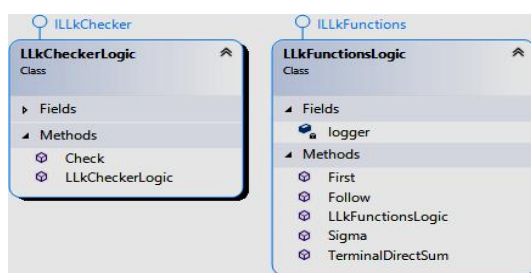 ILLkChecker
LLkCheckerLogic
Class
Fields
Methods
Check
LLkCheckerLogic
ILLkFunctions
LLkFunctionsLogic
Class
Fields
logger
Methods
First
Follow
LLkFunctionsLogic
Sigma
TerminalDirectSum